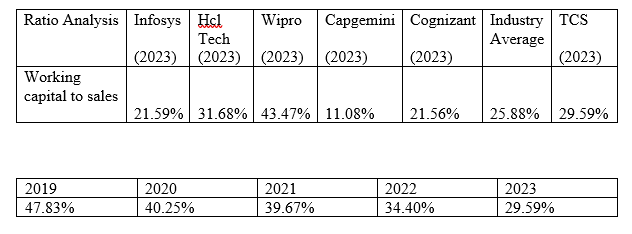 Ratio Analysis Infosys (2023) Hcl Tech (2023) Wipro (2023) Capgemini (2023) Cognizant (2023) Industry Average TCS (2023)
Working capital to sales 21.59% 31.68% 43.47% 11.08% 21.56% 25.88% 29.59%
2019 2020 2021 2022 2023
47.83% 40.25% 39.67% 34.40% 29.59%